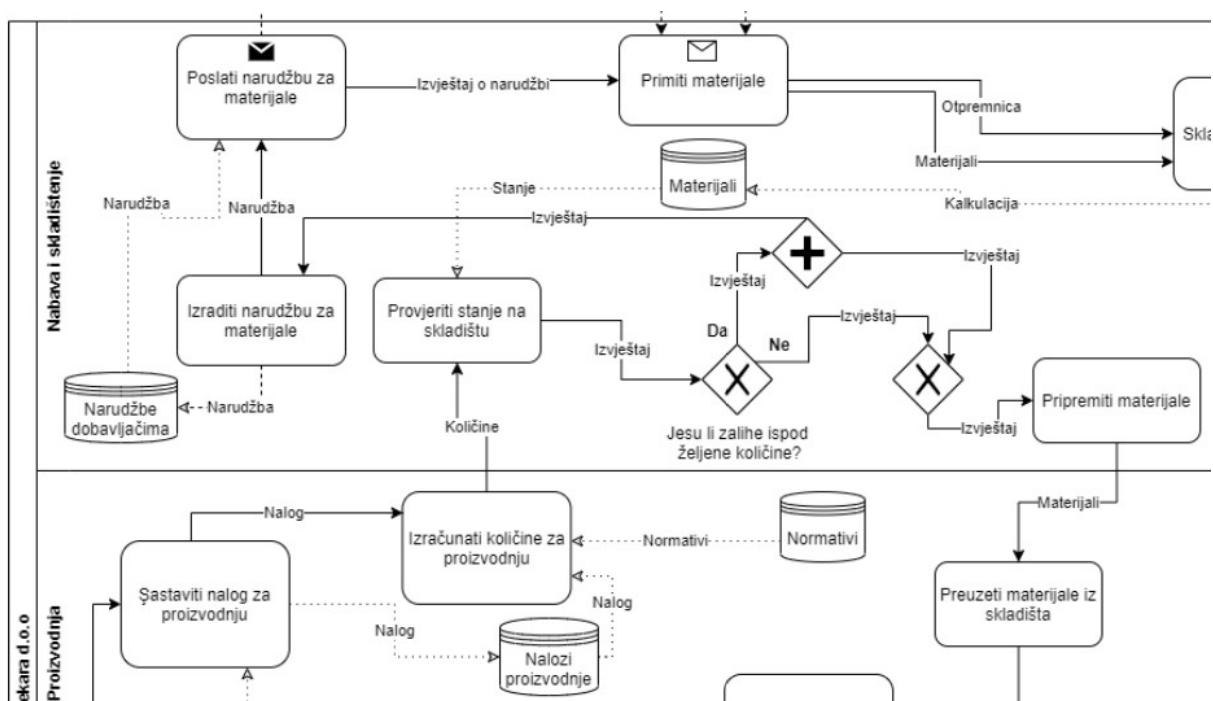 Poslati narudžbu za
materijale
Izvještaj o narudžbi
Primiti materijale
Otpremnica
Materijali
Nabava i skladištenje
Narudžba
Narudžba
Stanje
Materijali
Kalkulacija
Izvještaj
Izvještaj
Izvještaj
Izraditi narudžbu za
materijale
Provjeriti stanje na
skladištu
Izvještaj
Da
Ne
Izvještaj
Narudžba
Narudžbe
dobavljačima
Količine
Jesu li zalihe ispod
željene količine?
Izvještaj
Pripremiti materijale
ekara d.o.o
Proizvodnja
Nalog
Izračunati količine za
proizvodnju
Normativi
Normativi
Materijali
Şastaviti nalog za
proizvodnju
Nalog
Nalog
Nalozi
proizvodnje
Preuzeti materijale iz
skladišta